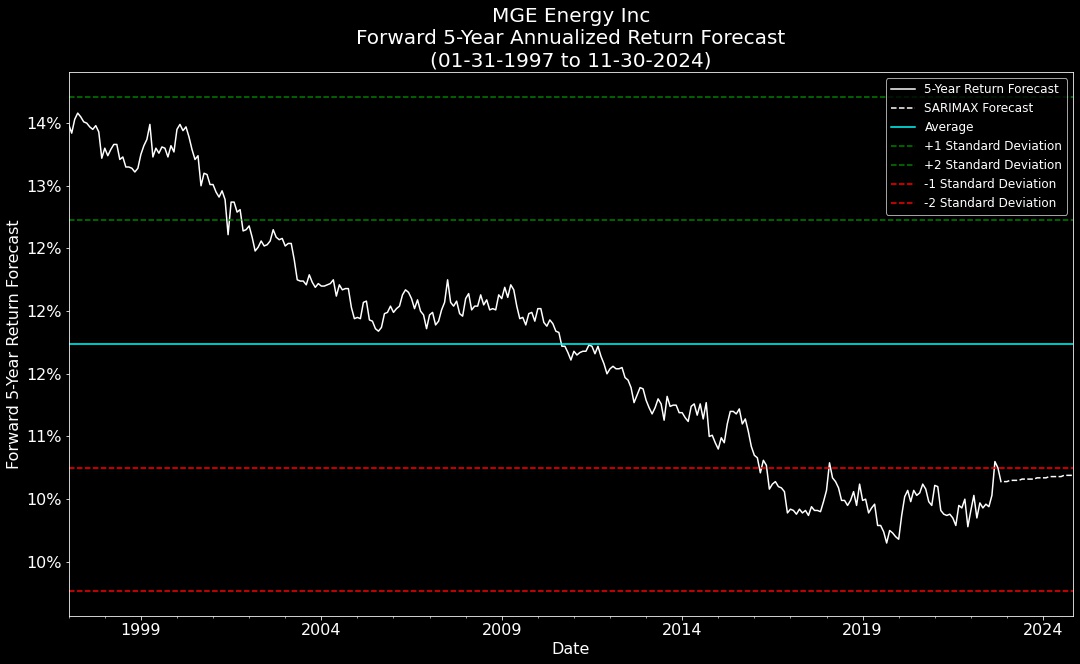 MGE Energy Inc
Forward 5-Year Annualized Return Forecast
(01-31-1997 to 11-30-2024)
5-Year Return Forecast
SARIMAX Forecast
Average
+1 Standard Deviation
+2 Standard Deviation
-1 Standard Deviation
-2 Standard Deviation
Forward 5-Year Return Forecast
14%
13%
12%
12%
12%
11%
10%
10%
1999
2004
2009
2014
2019
2024
Date